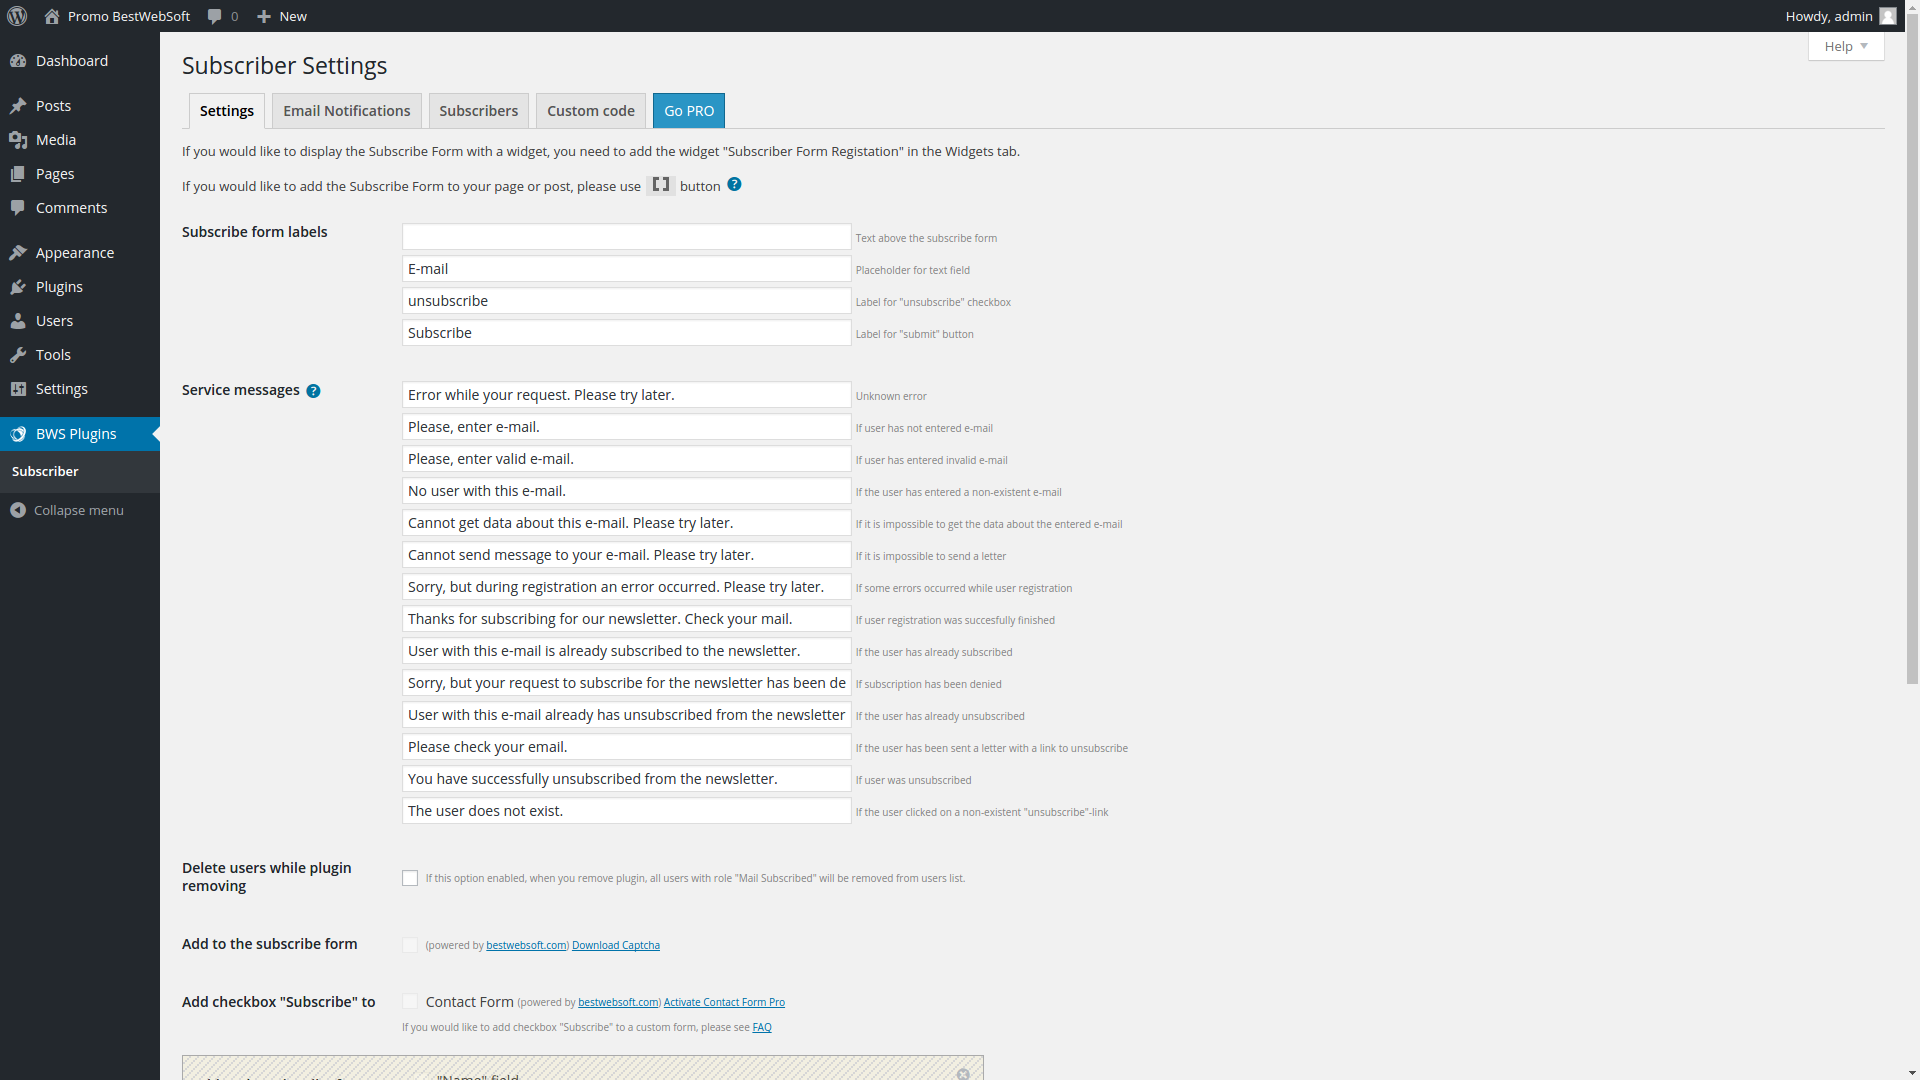 Promo BestWebSoft 0 New Howdy, admin
Help
Dashboard
Posts
Media
Pages
Comments
Appearance
Plugins
Users
Tools
Settings
BWS Plugins
Subscriber
Collapse menu
Subscriber Settings
Settings Email Notifications Subscribers Custom code Go PRO
If you would like to display the Subscribe Form with a widget, you need to add the widget "Subscriber Form Registation" in the Widgets tab.
If you would like to add the Subscribe Form to your page or post, please use [] button ?
Subscribe form labels
Text above the subscribe form
E-mail Placeholder for text field
unsubscribe Label for "unsubscribe" checkbox
Subscribe Label for "submit" button
Service messages ?
Error while your request. Please try later. Unknown error
Please, enter e-mail. If user has not entered e-mail
Please, enter valid e-mail. If user has entered invalid e-mail
No user with this e-mail. If the user has entered a non-existent e-mail
Cannot get data about this e-mail. Please try later. If it is impossible to get the data about the entered e-mail
Cannot send message to your e-mail. Please try later. If it is impossible to send a letter
Sorry, but during registration an error occurred. Please try later. If some errors occurred while user registration
Thanks for subscribing for our newsletter. Check your mail. If user registration was succesfully finished
User with this e-mail is already subscribed to the newsletter. If the user has already subscribed
Sorry, but your request to subscribe for the newsletter has been de If subscription has been denied
User with this e-mail already has unsubscribed from the newsletter If the user has already unsubscribed
Please check your email. If the user has been sent a letter with a link to unsubscribe
You have successfully unsubscribed from the newsletter. If user was unsubscribed
The user does not exist. If the user clicked on a non-existent "unsubscribe"-link
Delete users while plugin
removing
If this option enabled, when you remove plugin, all users with role "Mail Subscribed" will be removed from users list.
Add to the subscribe form (powered by bestwebsoft.com) Download Captcha
Add checkbox "Subscribe" to Contact Form (powered by bestwebsoft.com) Activate Contact Form Pro
If you would like to add checkbox "Subscribe" to a custom form, please see FAQ
"Name" field